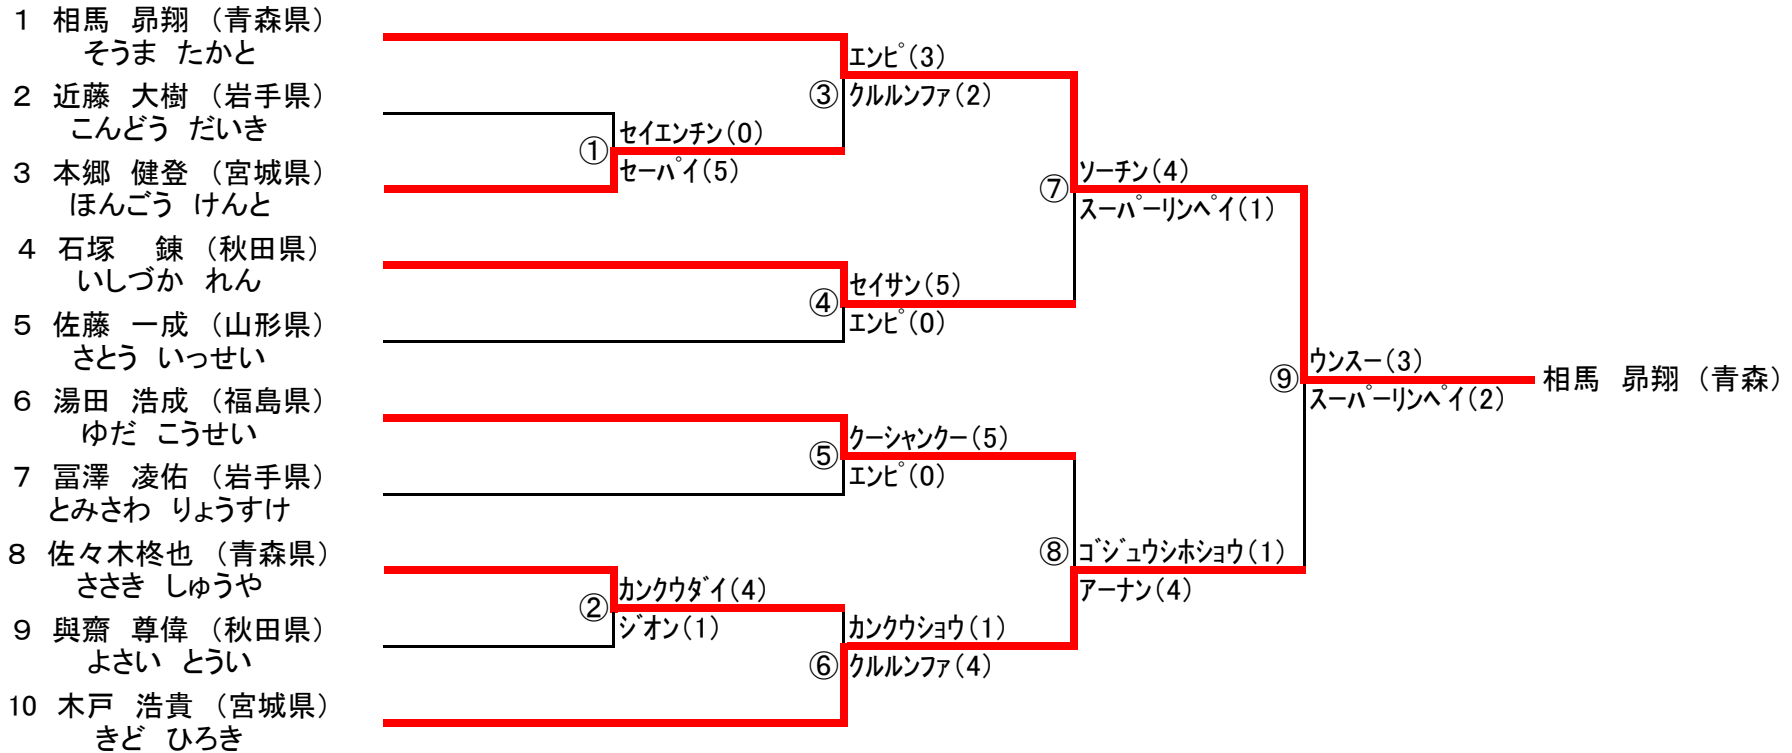 1 相馬 昴翔 (青森県)
そうま たかと
2 近藤 大樹 (岩手県)
こんどう だいき
3 本郷 健登 (宮城県)
ほんごう けんと
4 石塚 錬 (秋田県)
いしづか れん
5 佐藤 一成 (山形県)
さとう いっせい
6 湯田 浩成 (福島県)
ゆだ こうせい
7 冨澤 凌佑 (岩手県)
とみさわ りょうすけ
8 佐々木柊也 (青森県)
ささき しゅうや
9 與齋 尊偉 (秋田県)
よさい とうい
10 木戸 浩貴 (宮城県)
きど ひろき
①
セイエンチン(0)
セーパイ(5)
②
カンクウダイ(4)
ジオン(1)
③
エンピ(3)
クルルンファ(2)
④
セイサン(5)
エンピ(0)
⑤
クーシャンクー(5)
エンピ(0)
⑥
カンクウショウ(1)
クルルンファ(4)
⑦
ソーチン(4)
スーパーリンペイ(1)
⑧
ゴジュウシホショウ(1)
アーナン(4)
⑨
ウンスー(3)
スーパーリンペイ(2)
相馬 昴翔 (青森)